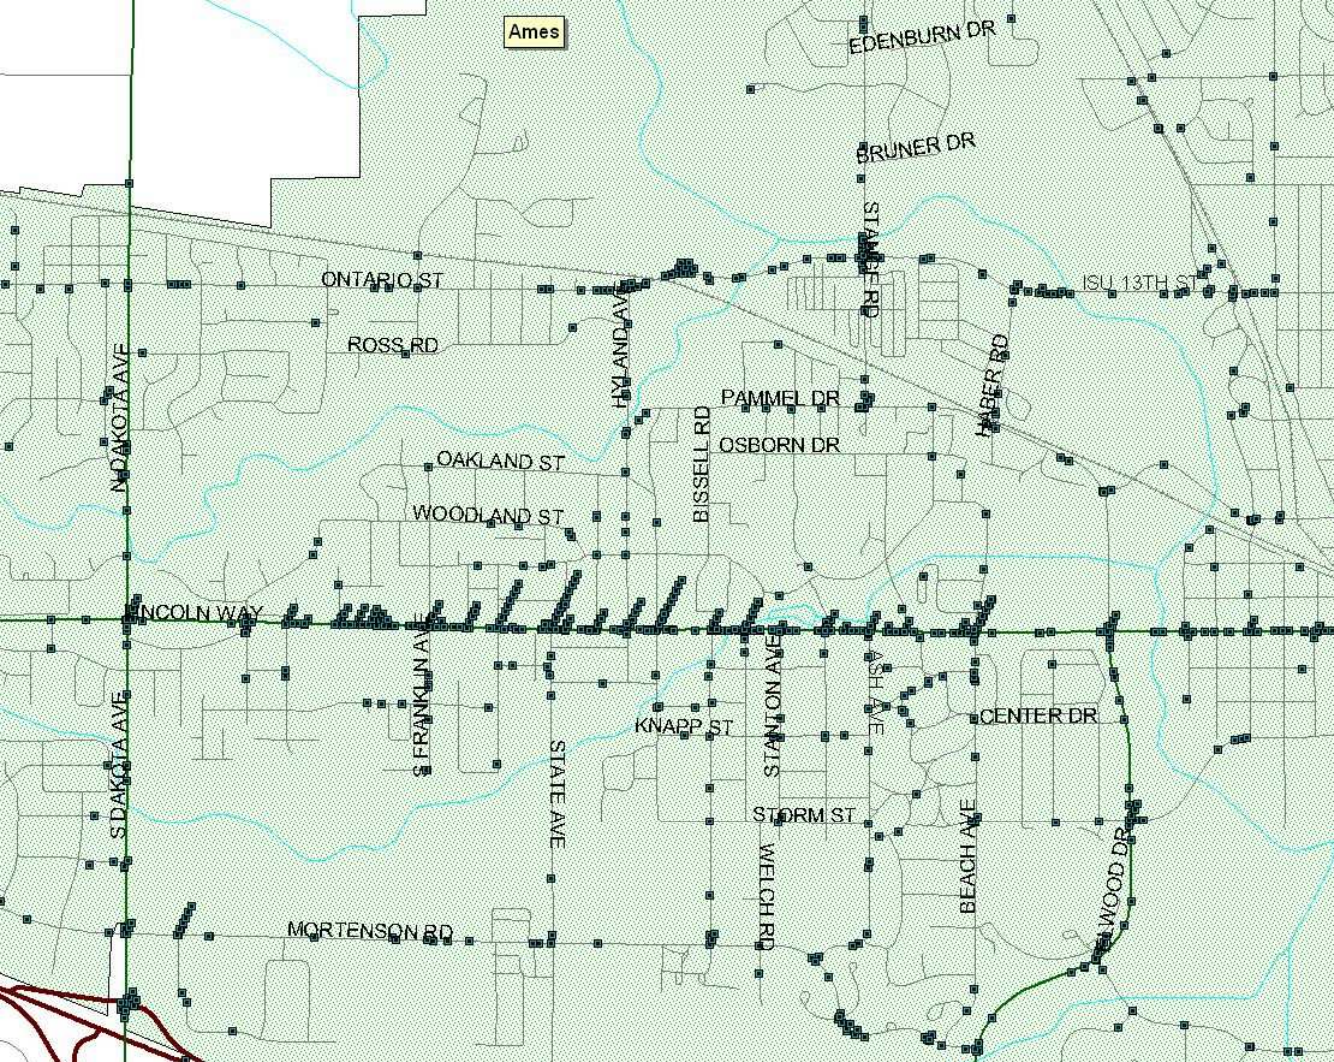 Ames
EDENBURN DR
BRUNER DR
STANGE RD
ONTARIO ST
ISU 13TH ST
HYLAND AVE
ROSS RD
HABER RD
N DAKOTA AVE
PAMMEL DR
BISSELL RD
OSBORN DR
OAKLAND ST
WOODLAND ST
LINCOLN WAY
S FRANKLIN AVE
STANTON AVE
ASH AVE
S DAKOTA AVE
KNAPP ST
CENTER DR
STATE AVE
STORM ST
BEACH AVE
WELCH RD
MORTENSON RD